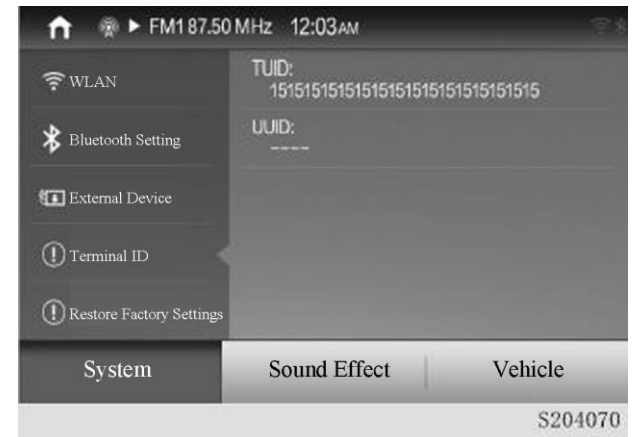 FM1 87.50 MHz 12:03AM
WLAN
TUID:
1515151515151515151515151515151515
Bluetooth Setting
UUID:
----
External Device
Terminal ID
Restore Factory Settings
System Sound Effect Vehicle
S204070